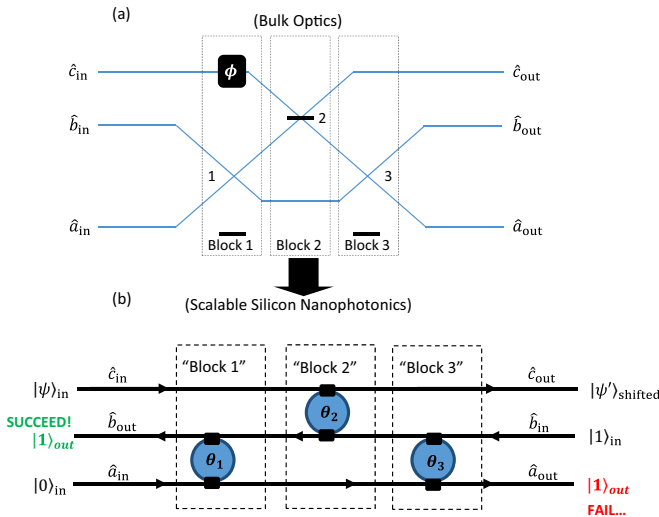 (a)
(Bulk Optics)
ĉin ϕ ĉout
b̂in 2 b̂out
1 3
âin âout
Block 1 Block 2 Block 3
(b)
(Scalable Silicon Nanophotonics)
"Block 1" "Block 2" "Block 3"
|ψ⟩in ĉin θ2 ĉout |ψ′⟩shifted
SUCCEED!
|1⟩out b̂out b̂in |1⟩in
θ1 θ3
|0⟩in âin âout |1⟩out
FAIL...